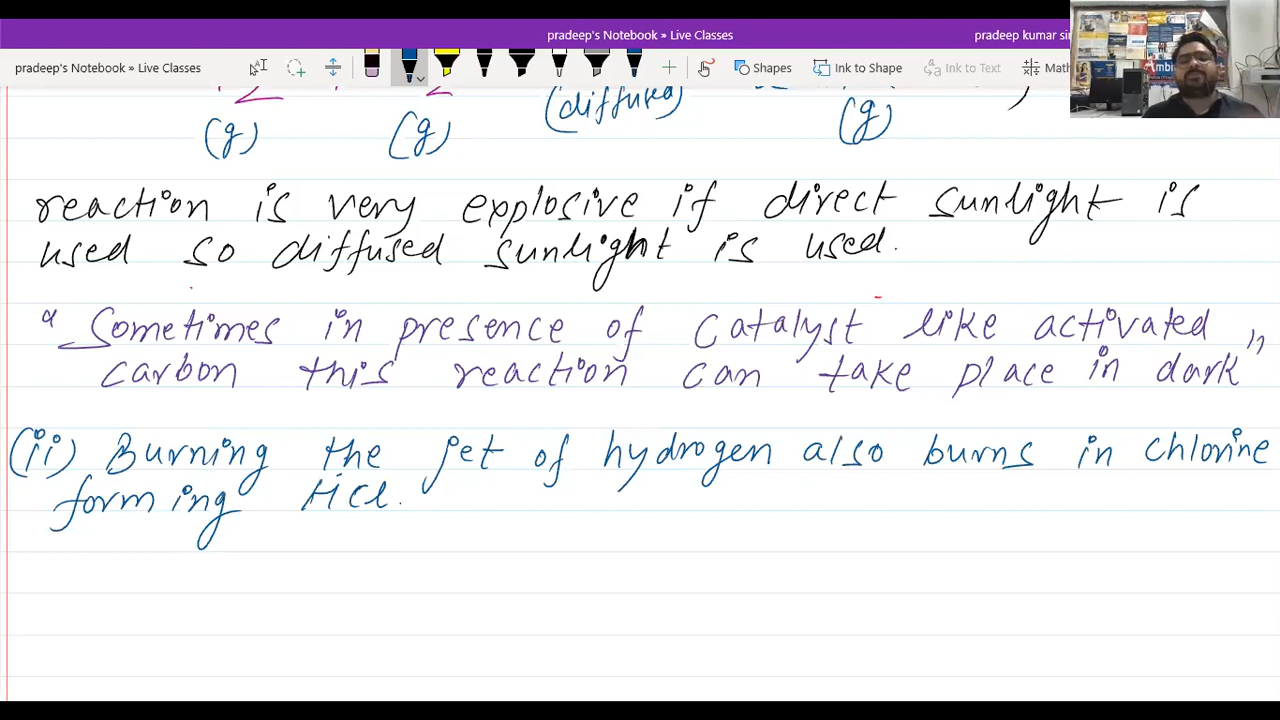 pradeep's Notebook » Live Classes
pradeep kumar si
pradeep's Notebook » Live Classes
Shapes
Ink to Shape
Ink to Text
Math
(diffused)
(g) (g) (g)
reaction is very explosive if direct sunlight is
used so diffused sunlight is used.
"Sometimes in presence of Catalyst like activated
carbon this reaction can take place in dark"
(ii) Burning the jet of hydrogen also burns in chlorine
forming HCl.